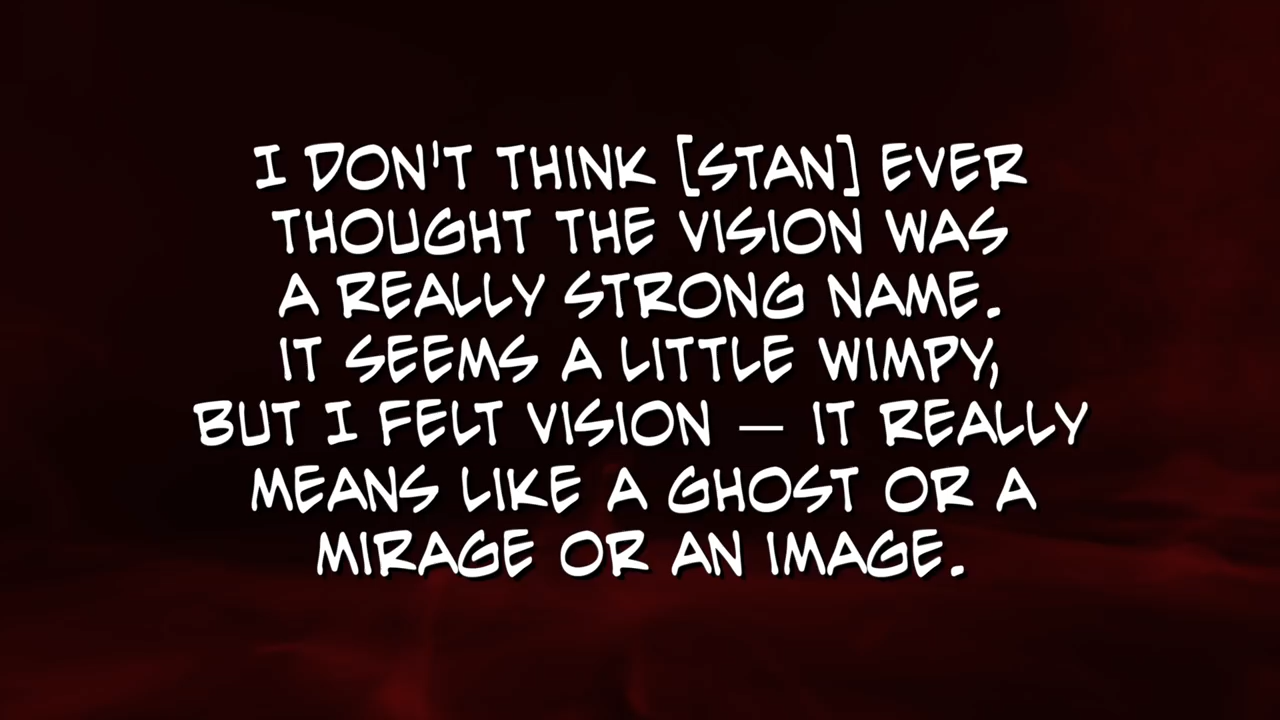 I DON'T THINK [STAN] EVER
THOUGHT THE VISION WAS
A REALLY STRONG NAME.
IT SEEMS A LITTLE WIMPY,
BUT I FELT VISION — IT REALLY
MEANS LIKE A GHOST OR A
MIRAGE OR AN IMAGE.